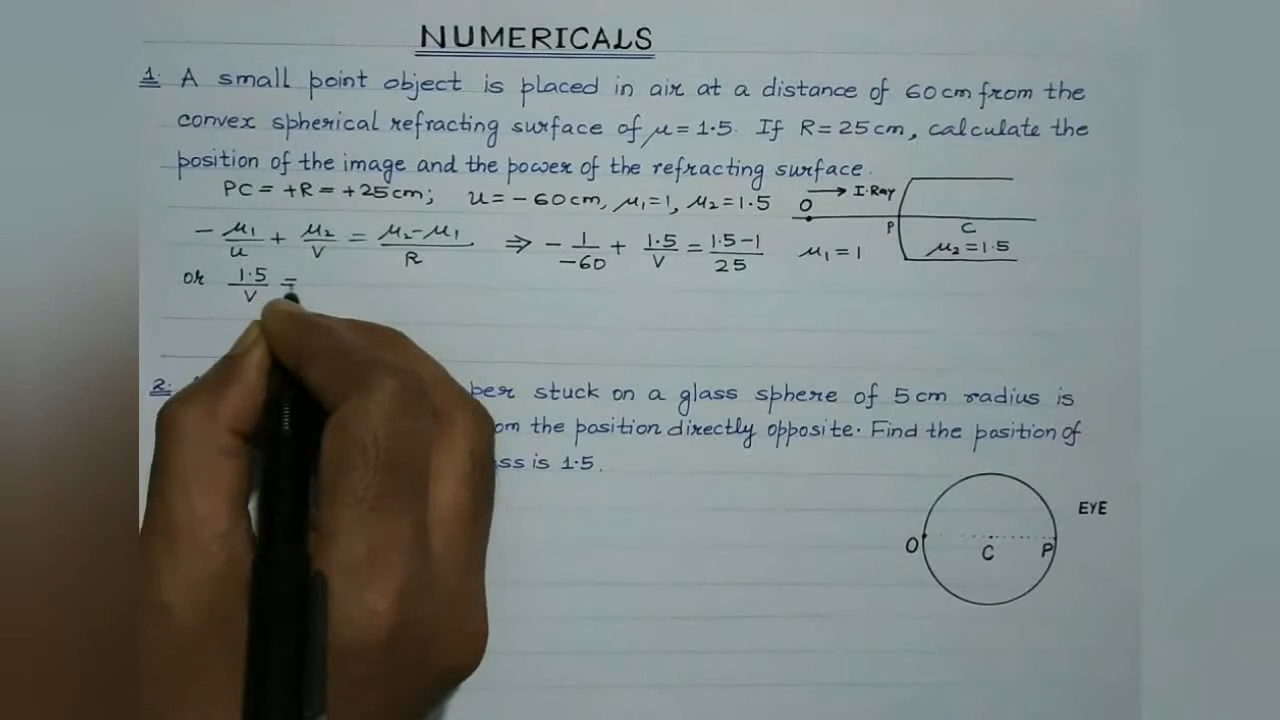 NUMERICALS
1. A small point object is placed in air at a distance of 60 cm from the
convex spherical refracting surface of μ = 1.5. If R = 25 cm, calculate the
position of the image and the power of the refracting surface.
PC = +R = +25 cm; u = -60 cm, μ₁ = 1, μ₂ = 1.5
O → I.Ray
P C
μ₁ = 1 μ₂ = 1.5
-μ₁/u + μ₂/v = (μ₂-μ₁)/R ⇒ -1/-60 + 1.5/v = (1.5-1)/25
or 1.5/v =
2. stuck on a glass sphere of 5 cm radius is
the position directly opposite. Find the position of
is 1.5.
EYE
O C P